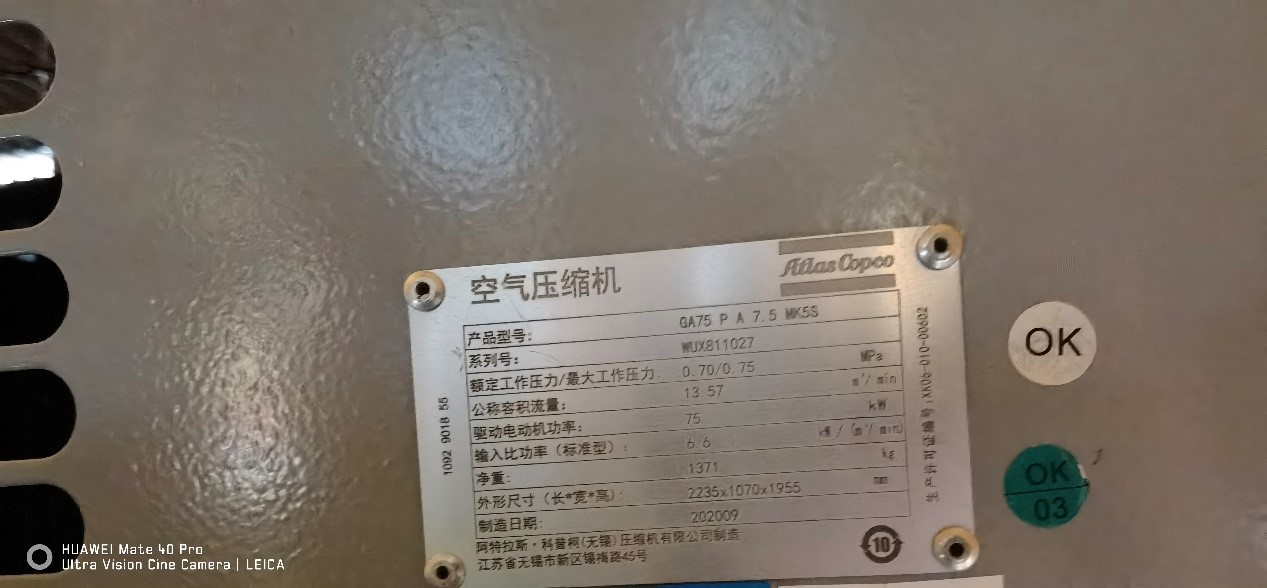 空气压缩机
Atlas Copco
产品型号: GA75 P A 7.5 MK5S
系列号: WUX811027
额定工作压力/最大工作压力: 0.70/0.75 MPa
公称容积流量: 13.57 m³/min
驱动电动机功率: 75 kW
输入比功率(标准型): 6.6 kW/(m³/min)
净重: 1371 kg
外形尺寸(长*宽*高): 2235x1070x1955 mm
制造日期: 202009
阿特拉斯·科普柯(无锡)压缩机有限公司制造
江苏省无锡市新区锡梅路45号
10
1092 9018 55
生产许可证编号:XK06-010-00602
OK
OK
03
HUAWEI Mate 40 Pro
Ultra Vision Cine Camera | LEICA